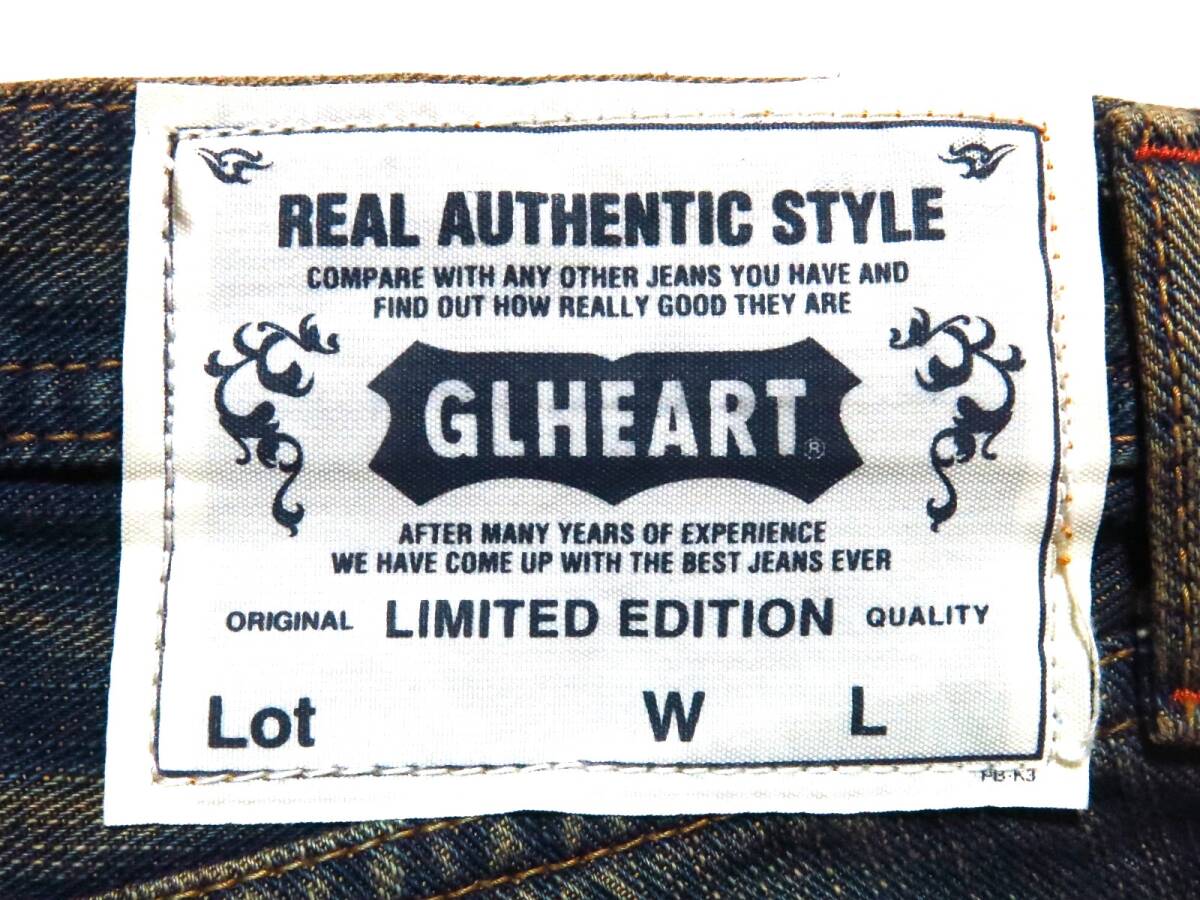 REAL AUTHENTIC STYLE
COMPARE WITH ANY OTHER JEANS YOU HAVE AND
FIND OUT HOW REALLY GOOD THEY ARE
GLHEART®
AFTER MANY YEARS OF EXPERIENCE
WE HAVE COME UP WITH THE BEST JEANS EVER
ORIGINAL LIMITED EDITION QUALITY
Lot W L
PB-K3